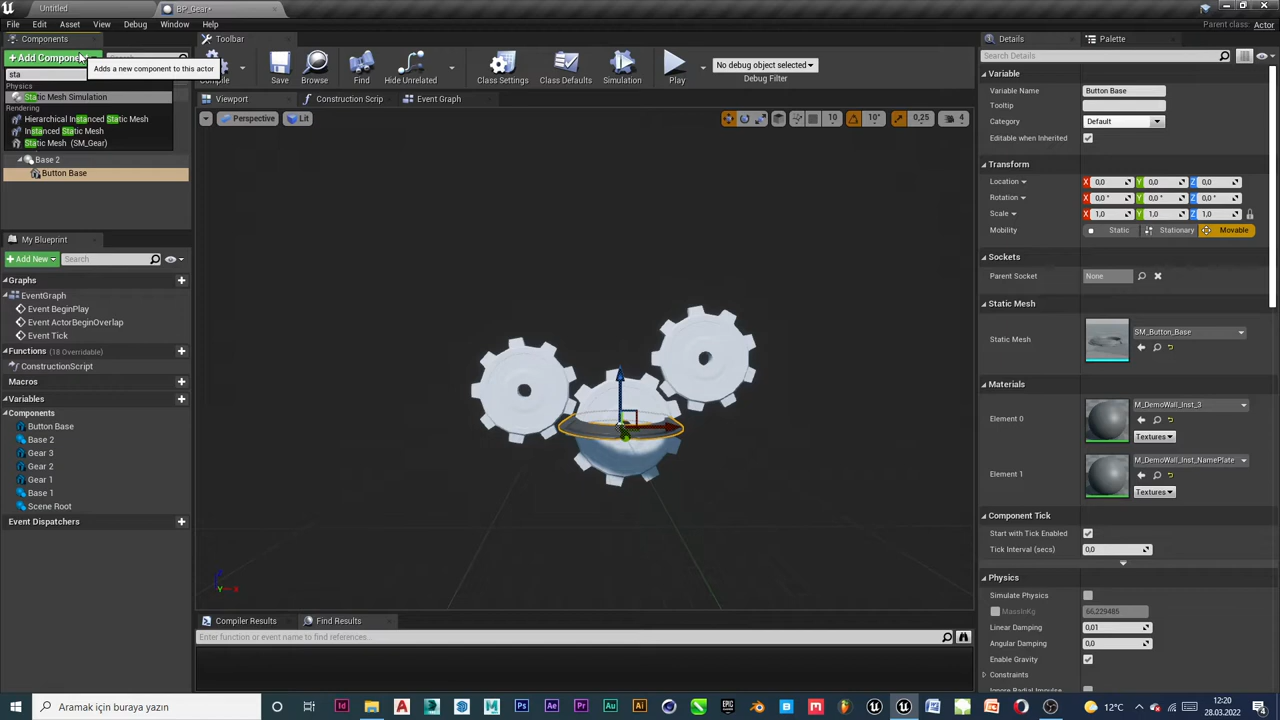 Untitled
BP_Gear*
File
Edit
Asset
View
Debug
Window
Help
Parent class: Actor
Components
+Add Component
sta
Adds a new component to this actor
Physics
Static Mesh Simulation
Rendering
Hierarchical Instanced Static Mesh
Instanced Static Mesh
Static Mesh (SM_Gear)
Base 2
Button Base
My Blueprint
+Add New
Search
Graphs
EventGraph
Event BeginPlay
Event ActorBeginOverlap
Event Tick
Functions (18 Overridable)
ConstructionScript
Macros
Variables
Components
Button Base
Base 2
Gear 3
Gear 2
Gear 1
Base 1
Scene Root
Event Dispatchers
Toolbar
Compile
Save
Browse
Find
Hide Unrelated
Class Settings
Class Defaults
Simulation
Play
No debug object selected
Debug Filter
Viewport
Construction Scrip
Event Graph
Perspective
Lit
10
10°
0,25
4
Z
Y
X
Compiler Results
Find Results
Enter function or event name to find references...
Details
Palette
Search Details
Variable
Variable Name
Button Base
Tooltip
Category
Default
Editable when Inherited
Transform
Location
X 0,0 Y 0,0 Z 0,0
Rotation
X 0,0 ° Y 0,0 ° Z 0,0 °
Scale
X 1,0 Y 1,0 Z 1,0
Mobility
Static
Stationary
Movable
Sockets
Parent Socket
None
Static Mesh
Static Mesh
SM_Button_Base
Materials
Element 0
M_DemoWall_Inst_3
Textures
Element 1
M_DemoWall_Inst_NamePlate
Textures
Component Tick
Start with Tick Enabled
Tick Interval (secs)
0,0
Physics
Simulate Physics
MassInKg
66,229485
Linear Damping
0,01
Angular Damping
0,0
Enable Gravity
Constraints
Ignore Radial Impulse
Aramak için buraya yazın
12°C
12:20
28.03.2022